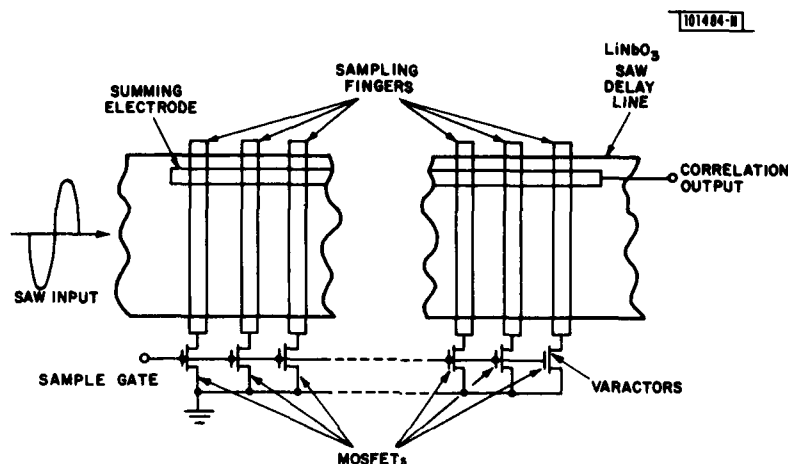 101484-N
SAMPLING
FINGERS
LiNbO₃
SAW
DELAY
LINE
SUMMING
ELECTRODE
CORRELATION
OUTPUT
SAW INPUT
SAMPLE GATE
VARACTORS
MOSFETs